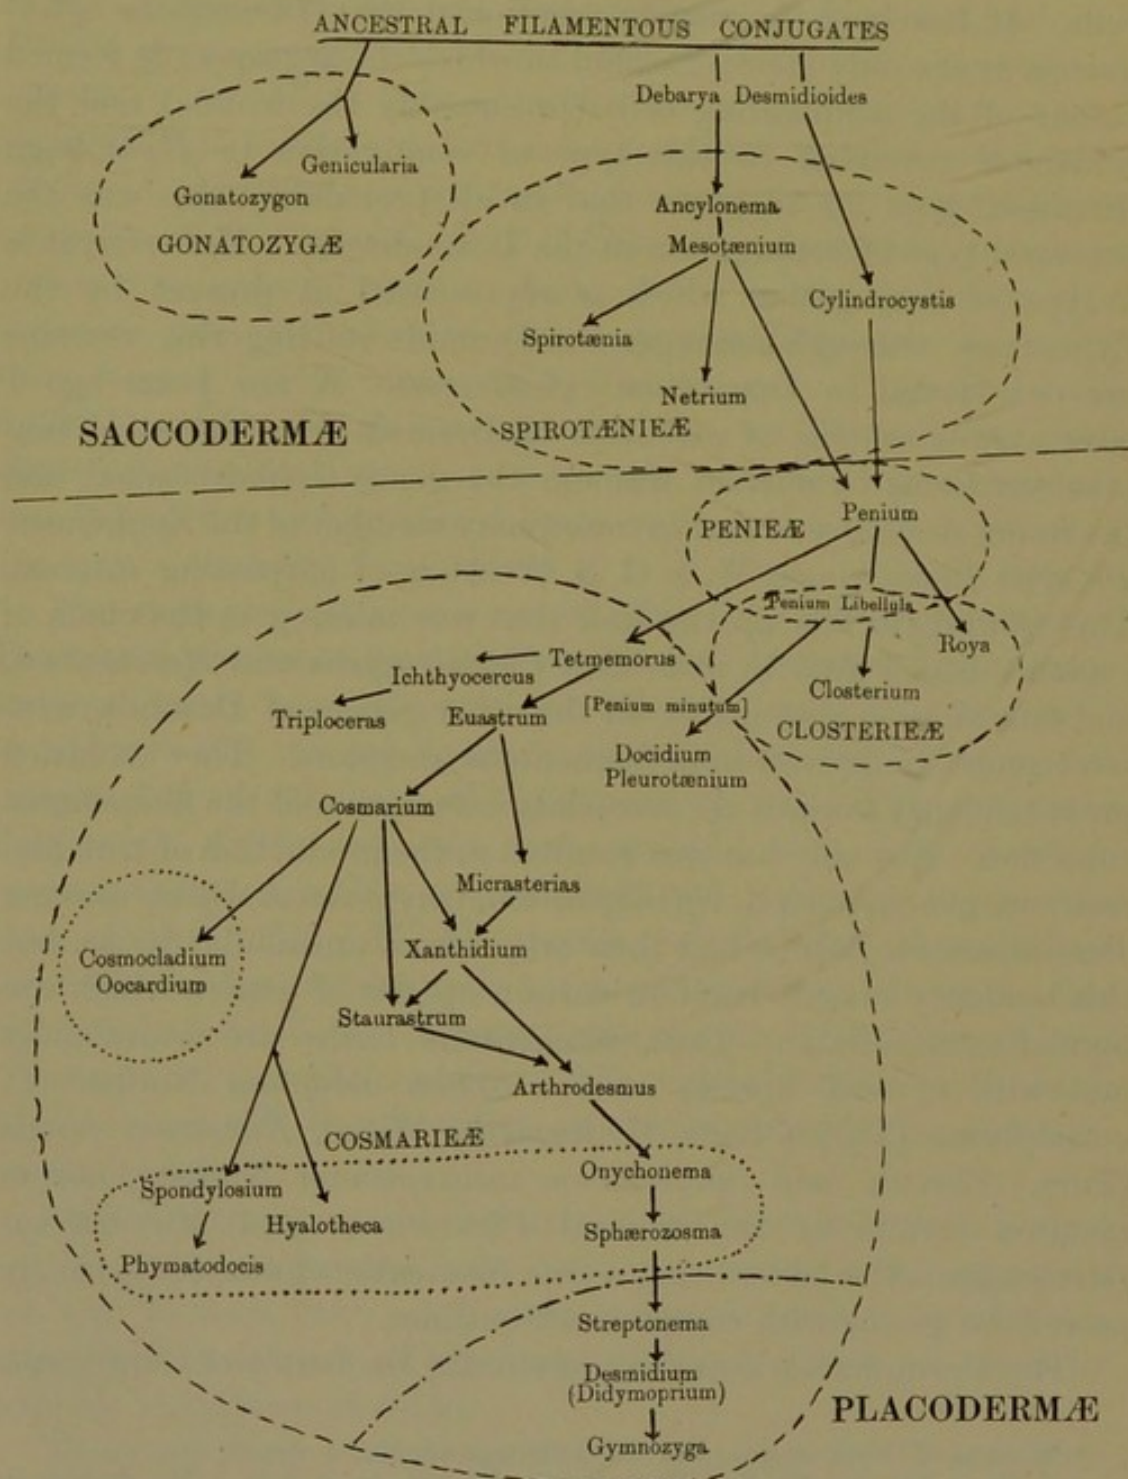 ANCESTRAL FILAMENTOUS CONJUGATES
Debarya Desmidioides
Genicularia
Gonatozygon
GONATOZYGÆ
Ancylonema
Mesotænium
Cylindrocystis
Spirotænia
Netrium
SPIROTÆNIEÆ
SACCODERMÆ
Penium
PENIEÆ
Penium Libellula
Roya
Tetmemorus
Ichthyocercus
Closterium
Triploceras
Euastrum
[Penium minutum]
CLOSTERIEÆ
Docidium
Pleurotænium
Cosmarium
Micrasterias
Xanthidium
Cosmocladium
Oocardium
Staurastrum
Arthrodesmus
COSMARIEÆ
Onychonema
Spondylosium
Hyalotheca
Sphærozosma
Phymatodocis
Streptonema
Desmidium
(Didymoprium)
PLACODERMÆ
Gymnozyga